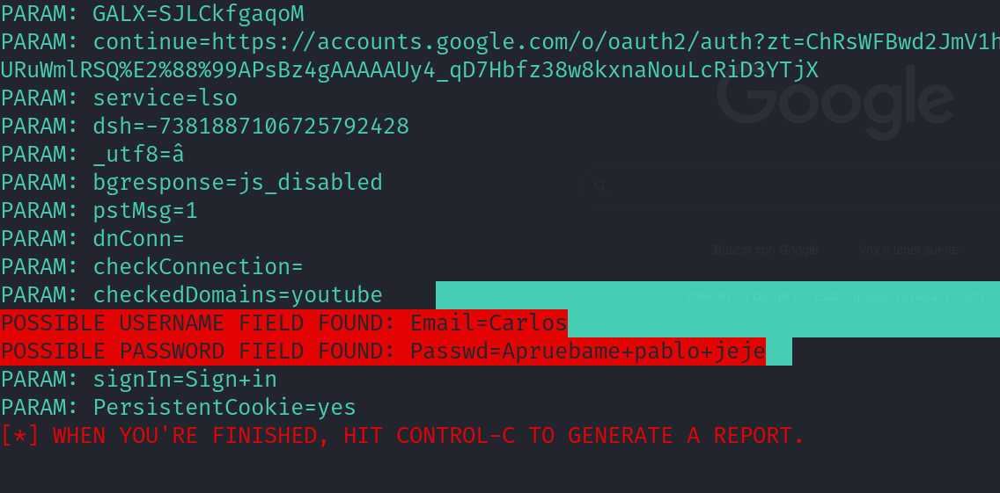 PARAM: GALX=SJLCkfgaqoM
PARAM: continue=https://accounts.google.com/o/oauth2/auth?zt=ChRsWFBwd2JmV1h
URuWmlRSQ%E2%88%99APsBz4gAAAAAUy4_qD7Hbfz38w8kxnaNouLcRiD3YTjX
Google
PARAM: service=lso
PARAM: dsh=-7381887106725792428
PARAM: _utf8=â
PARAM: bgresponse=js_disabled
PARAM: pstMsg=1
PARAM: dnConn=
Buscar con Google Voy a tener suerte
PARAM: checkConnection=
PARAM: checkedDomains=youtube
Ofrecido por Google en: català galego euskara English
POSSIBLE USERNAME FIELD FOUND: Email=Carlos
POSSIBLE PASSWORD FIELD FOUND: Passwd=Apruebame+pablo+jeje
PARAM: signIn=Sign+in
PARAM: PersistentCookie=yes
[*] WHEN YOU'RE FINISHED, HIT CONTROL-C TO GENERATE A REPORT.